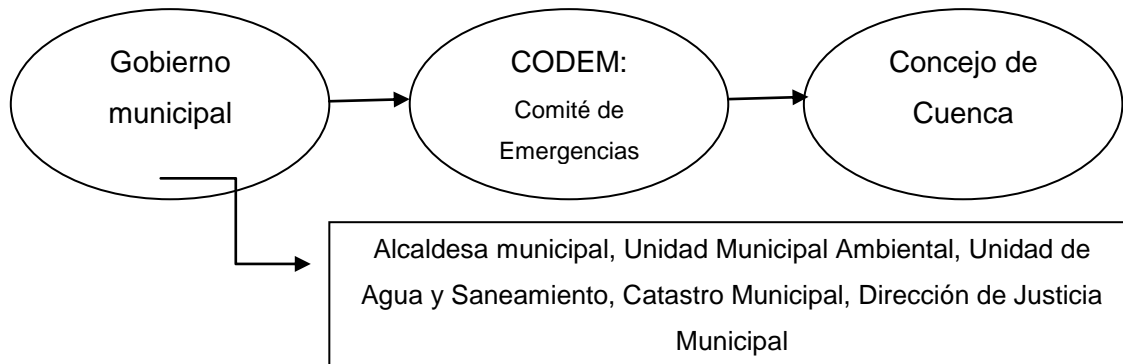 Gobierno
municipal
CODEM:
Comité de
Emergencias
Concejo de
Cuenca
Alcaldesa municipal, Unidad Municipal Ambiental, Unidad de
Agua y Saneamiento, Catastro Municipal, Dirección de Justicia
Municipal